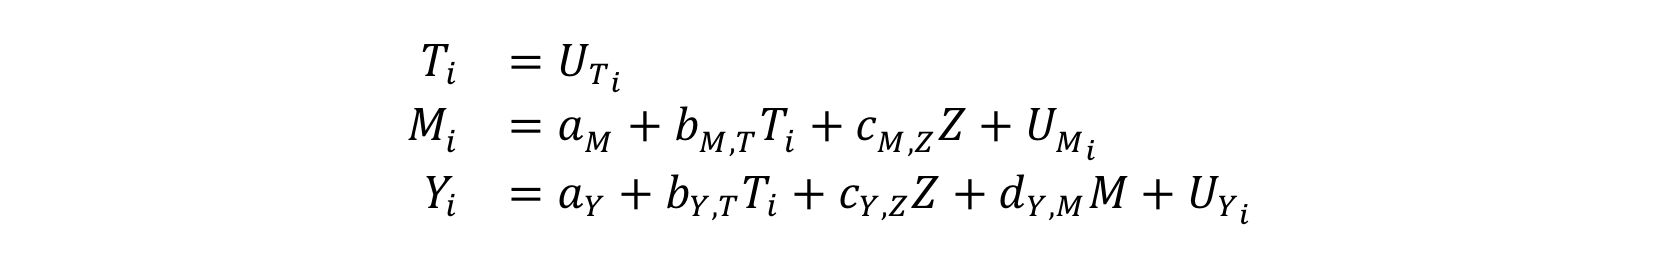 T_i = U_{T_i}
M_i = a_M + b_{M,T}T_i + c_{M,Z}Z + U_{M_i}
Y_i = a_Y + b_{Y,T}T_i + c_{Y,Z}Z + d_{Y,M}M + U_{Y_i}